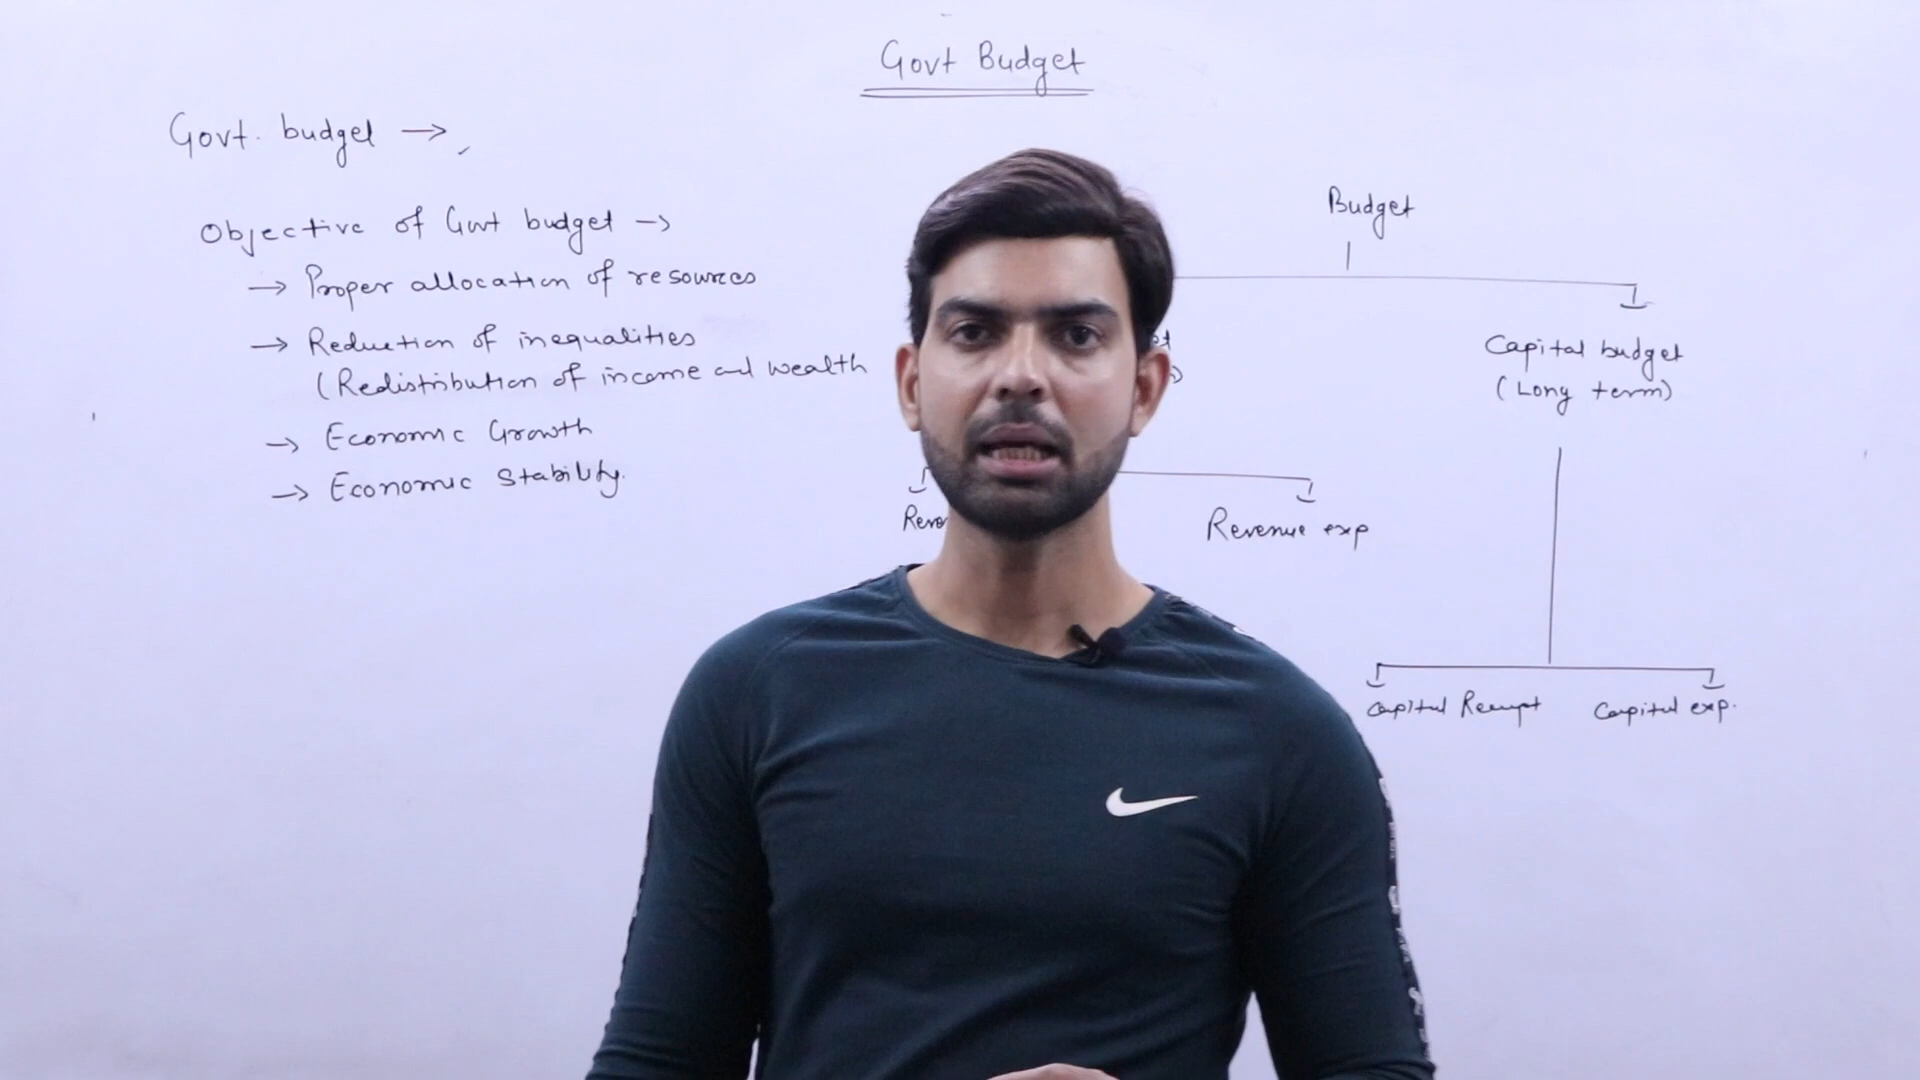 Govt Budget
Govt. budget →
Objective of Govt budget →
→ Proper allocation of resources
→ Reduction of inequalities
(Redistribution of income and wealth
→ Economic Growth
→ Economic Stability.
Budget
Capital budget
(Long term)
Revenue exp
Capital Receipt
Capital exp.